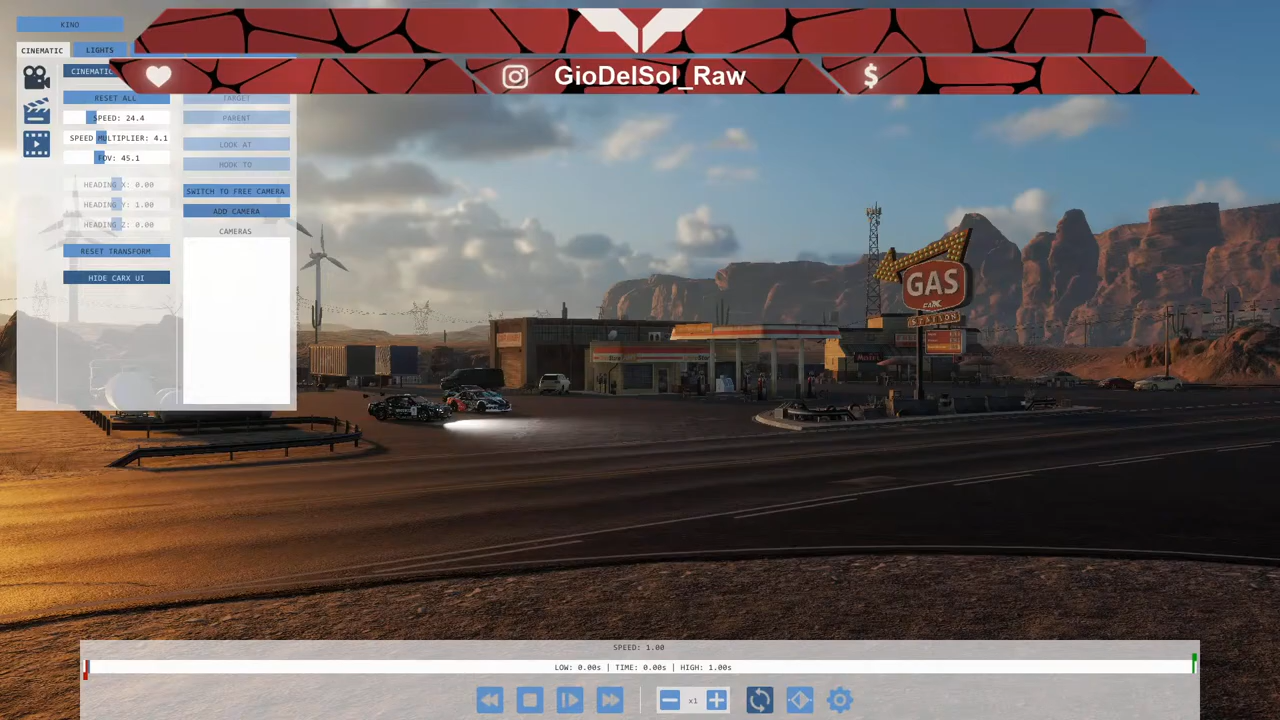 KINO
CINEMATIC
LIGHTS
GioDelSol_Raw
$
CINEMATIC
RESET ALL
TARGET
SPEED: 24.4
PARENT
SPEED MULTIPLIER: 4.1
LOOK AT
FOV: 45.1
HOOK TO
HEADING X: 0.00
SWITCH TO FREE CAMERA
HEADING Y: 1.00
ADD CAMERA
HEADING Z: 0.00
CAMERAS
RESET TRANSFORM
HIDE CARX UI
GAS
CARX
STATION
Motel
SPEED: 1.00
LOW: 0.00s | TIME: 0.00s | HIGH: 1.00s
x1